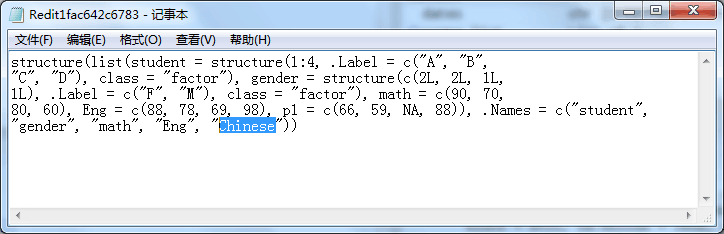 Redit1fac642c6783 - 记事本
文件(F) 编辑(E) 格式(O) 查看(V) 帮助(H)
structure(list(student = structure(1:4, .Label = c("A", "B",
"C", "D"), class = "factor"), gender = structure(c(2L, 2L, 1L,
1L), .Label = c("F", "M"), class = "factor"), math = c(90, 70,
80, 60), Eng = c(88, 78, 69, 98), p1 = c(66, 59, NA, 88)), .Names = c("student",
"gender", "math", "Eng", "Chinese"))